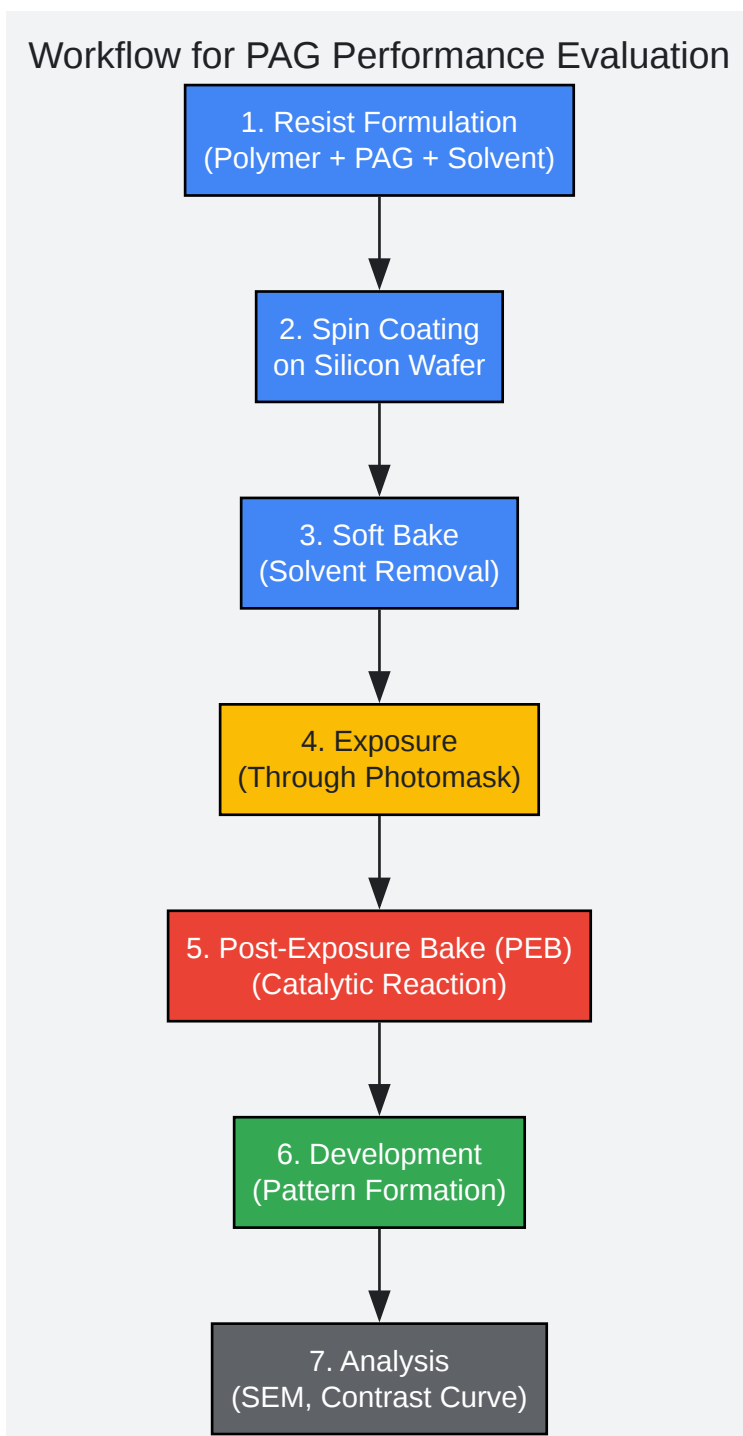 Workflow for PAG Performance Evaluation
1. Resist Formulation
(Polymer + PAG + Solvent)
2. Spin Coating
on Silicon Wafer
3. Soft Bake
(Solvent Removal)
4. Exposure
(Through Photomask)
5. Post-Exposure Bake (PEB)
(Catalytic Reaction)
6. Development
(Pattern Formation)
7. Analysis
(SEM, Contrast Curve)